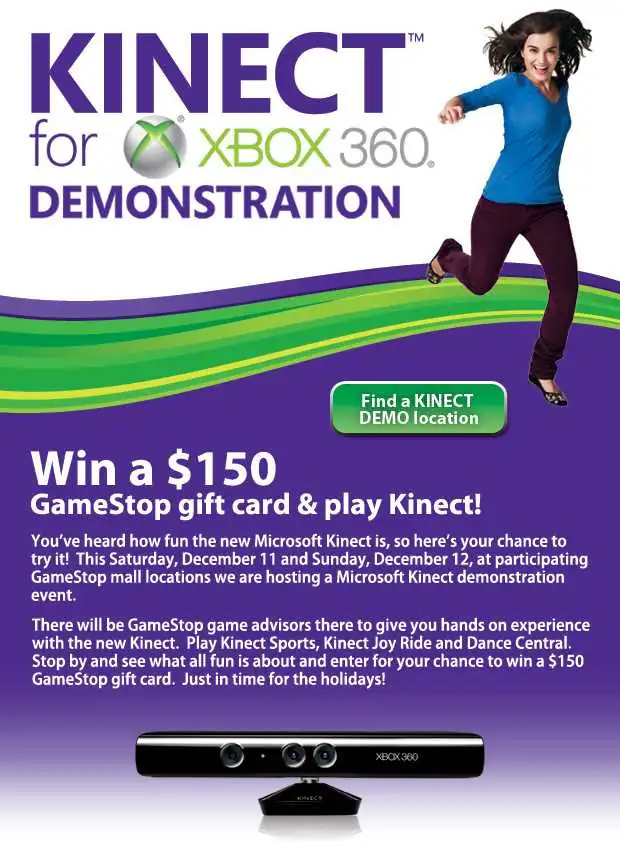 KINECT™
for XBOX 360®
DEMONSTRATION
Find a KINECT
DEMO location
Win a $150
GameStop gift card & play Kinect!
You've heard how fun the new Microsoft Kinect is, so here's your chance to
try it!  This Saturday, December 11 and Sunday, December 12, at participating
GameStop mall locations we are hosting a Microsoft Kinect demonstration
event.
There will be GameStop game advisors there to give you hands on experience
with the new Kinect.  Play Kinect Sports, Kinect Joy Ride and Dance Central.
Stop by and see what all fun is about and enter for your chance to win a $150
GameStop gift card.  Just in time for the holidays!
XBOX 360
KINECT